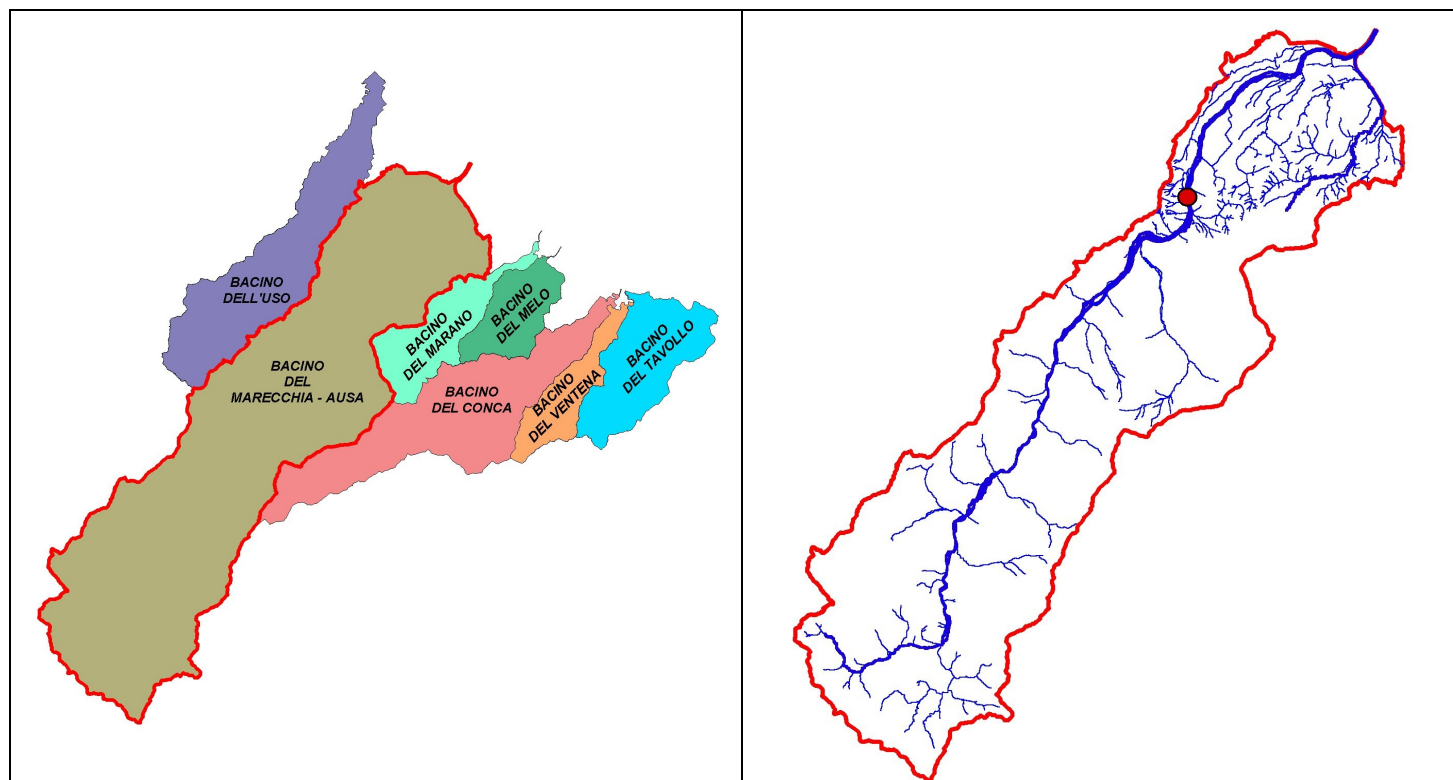 BACINO
DELL'USO
BACINO
DEL
MARECCHIA - AUSA
BACINO
DEL MARANO
BACINO
DEL MELO
BACINO
DEL CONCA
BACINO
DEL VENTENA
BACINO
DEL TAVOLLO